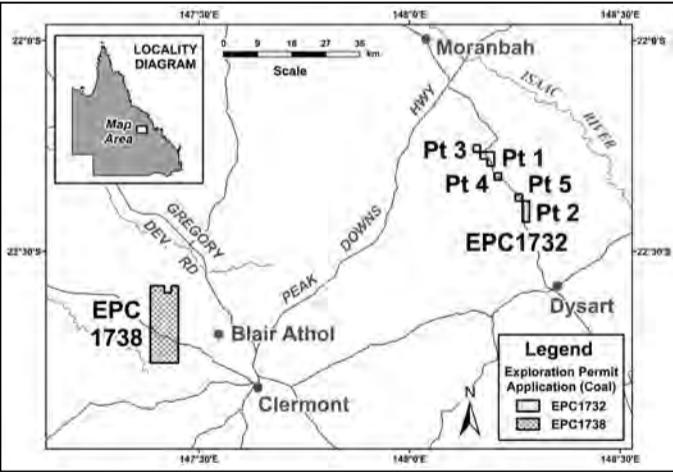 147°30'E
148°0'E
148°30'E
22°0'S
22°0'S
LOCALITY
DIAGRAM
Map
Area
0 9 18 27 36
km
Scale
Moranbah
ISAAC
RIVER
HWY
Pt 3
Pt 1
Pt 4
Pt 5
Pt 2
EPC1732
GREGORY
DEV. RD
DOWNS
PEAK
22°30'S
22°30'S
EPC
1738
Blair Athol
Dysart
Clermont
N
Legend
Exploration Permit
Application (Coal)
EPC1732
EPC1738
147°30'E
148°0'E
148°30'E